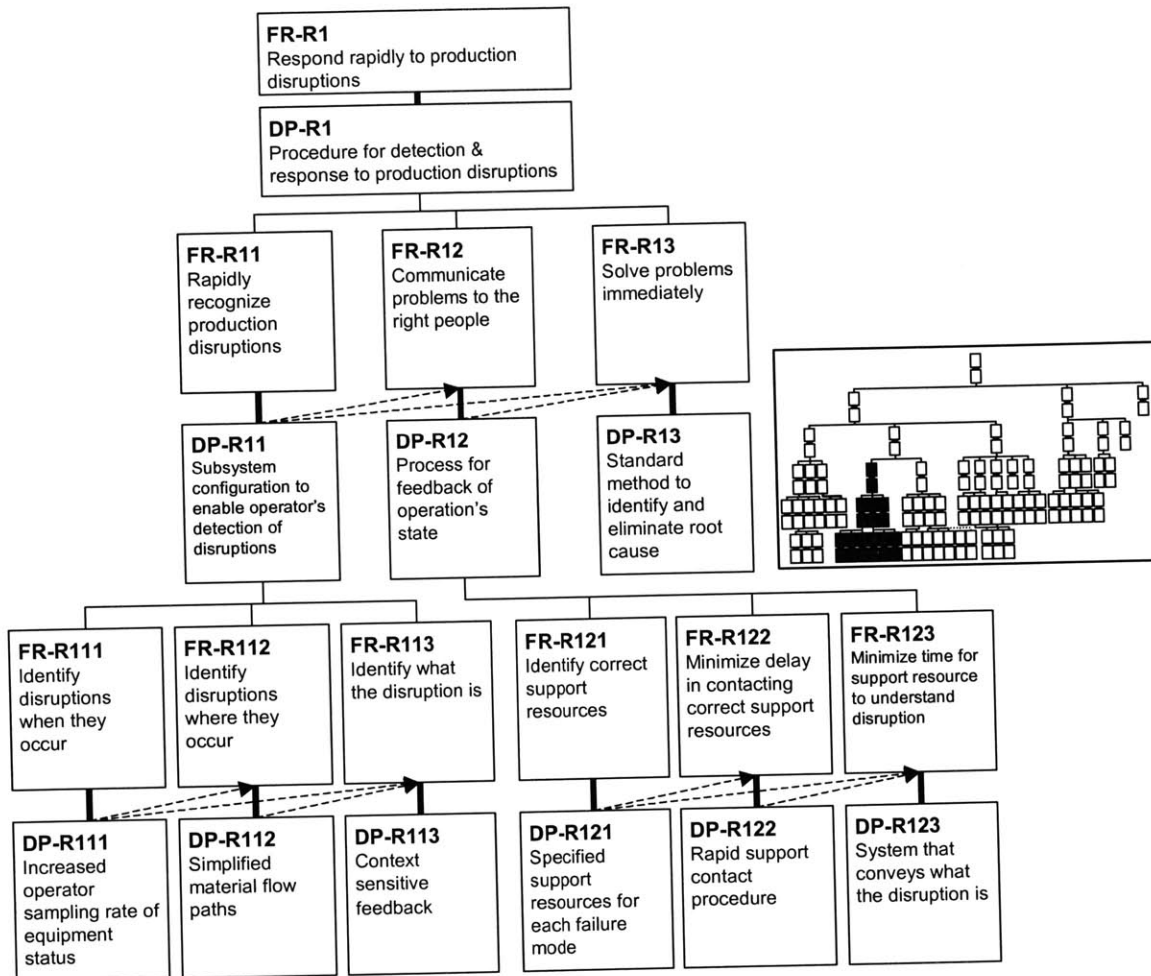 FR-R1
Respond rapidly to production
disruptions
DP-R1
Procedure for detection &
response to production disruptions
FR-R11
Rapidly
recognize
production
disruptions
FR-R12
Communicate
problems to the
right people
FR-R13
Solve problems
immediately
DP-R11
Subsystem
configuration to
enable operator's
detection of
disruptions
DP-R12
Process for
feedback of
operation's
state
DP-R13
Standard
method to
identify and
eliminate root
cause
FR-R111
Identify
disruptions
when they
occur
FR-R112
Identify
disruptions
where they
occur
FR-R113
Identify what
the disruption is
FR-R121
Identify correct
support
resources
FR-R122
Minimize delay
in contacting
correct support
resources
FR-R123
Minimize time for
support resource
to understand
disruption
DP-R111
Increased
operator
sampling rate of
equipment
status
DP-R112
Simplified
material flow
paths
DP-R113
Context
sensitive
feedback
DP-R121
Specified
support
resources for
each failure
mode
DP-R122
Rapid support
contact
procedure
DP-R123
System that
conveys what
the disruption is